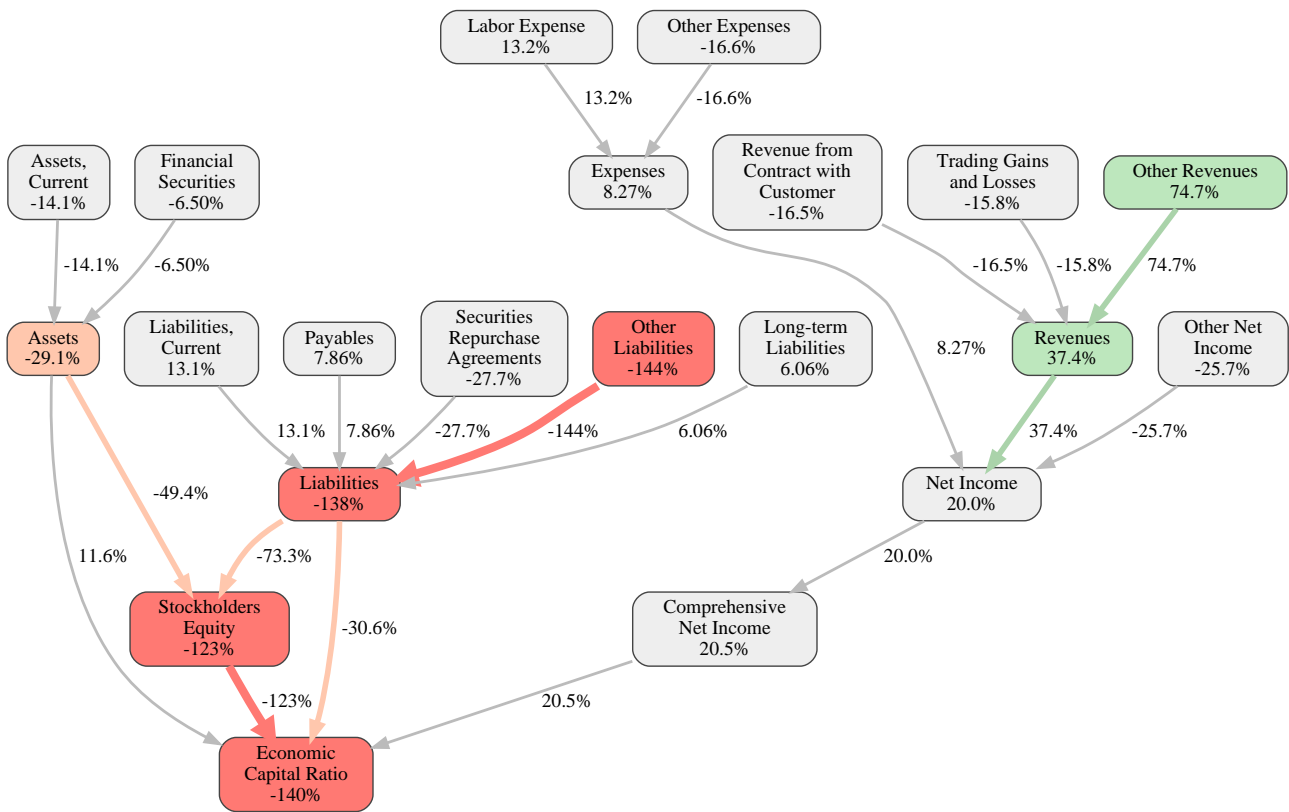 Labor Expense
13.2%
Other Expenses
-16.6%
13.2%
-16.6%
Assets,
Current
-14.1%
Financial
Securities
-6.50%
Expenses
8.27%
Revenue from
Contract with
Customer
-16.5%
Trading Gains
and Losses
-15.8%
Other Revenues
74.7%
-14.1%
-6.50%
-16.5%
-15.8%
74.7%
Assets
-29.1%
Liabilities,
Current
13.1%
Payables
7.86%
Securities
Repurchase
Agreements
-27.7%
Other
Liabilities
-144%
Long-term
Liabilities
6.06%
8.27%
Revenues
37.4%
Other Net
Income
-25.7%
13.1%
7.86%
-27.7%
-144%
6.06%
37.4%
-25.7%
Liabilities
-138%
Net Income
20.0%
-49.4%
11.6%
-73.3%
20.0%
Stockholders
Equity
-123%
-30.6%
Comprehensive
Net Income
20.5%
-123%
20.5%
Economic
Capital Ratio
-140%